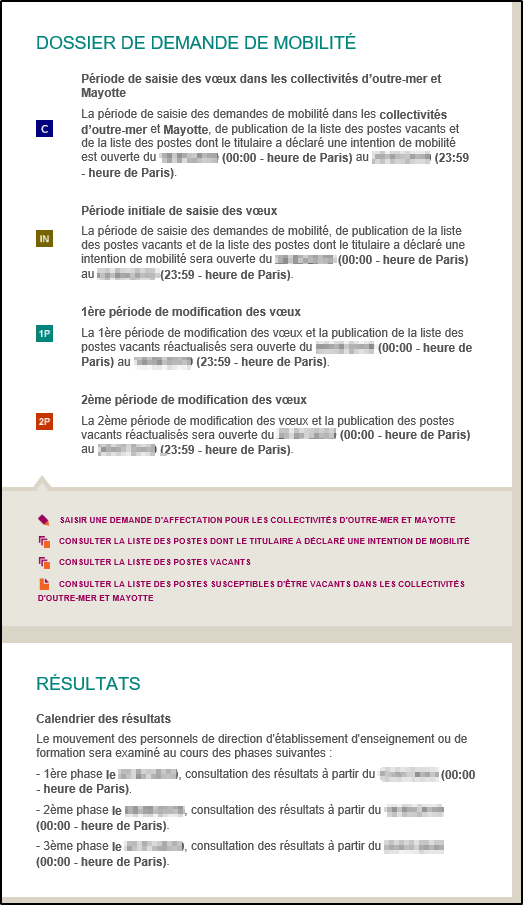 DOSSIER DE DEMANDE DE MOBILITÉ
Période de saisie des vœux dans les collectivités d'outre-mer et
Mayotte
C
La période de saisie des demandes de mobilité dans les collectivités
d'outre-mer et Mayotte, de publication de la liste des postes vacants et
de la liste des postes dont le titulaire a déclaré une intention de mobilité
est ouverte du (00:00 - heure de Paris) au (23:59
- heure de Paris).
Période initiale de saisie des vœux
IN
La période de saisie des demandes de mobilité, de publication de la liste
des postes vacants et de la liste des postes dont le titulaire a déclaré une
intention de mobilité sera ouverte du (00:00 - heure de Paris)
au (23:59 - heure de Paris).
1ère période de modification des vœux
1P
La 1ère période de modification des vœux et la publication de la liste des
postes vacants réactualisés sera ouverte du (00:00 - heure de
Paris) au (23:59 - heure de Paris).
2ème période de modification des vœux
2P
La 2ème période de modification des vœux et la publication des postes
vacants réactualisés sera ouverte du (00:00 - heure de Paris)
au (23:59 - heure de Paris).
SAISIR UNE DEMANDE D'AFFECTATION POUR LES COLLECTIVITÉS D'OUTRE-MER ET MAYOTTE
CONSULTER LA LISTE DES POSTES DONT LE TITULAIRE A DÉCLARÉ UNE INTENTION DE MOBILITÉ
CONSULTER LA LISTE DES POSTES VACANTS
CONSULTER LA LISTE DES POSTES SUSCEPTIBLES D'ÊTRE VACANTS DANS LES COLLECTIVITÉS
D'OUTRE-MER ET MAYOTTE
RÉSULTATS
Calendrier des résultats
Le mouvement des personnels de direction d'établissement d'enseignement ou de
formation sera examiné au cours des phases suivantes :
- 1ère phase le , consultation des résultats à partir du (00:00
- heure de Paris).
- 2ème phase le , consultation des résultats à partir du
(00:00 - heure de Paris).
- 3ème phase le , consultation des résultats à partir du
(00:00 - heure de Paris).